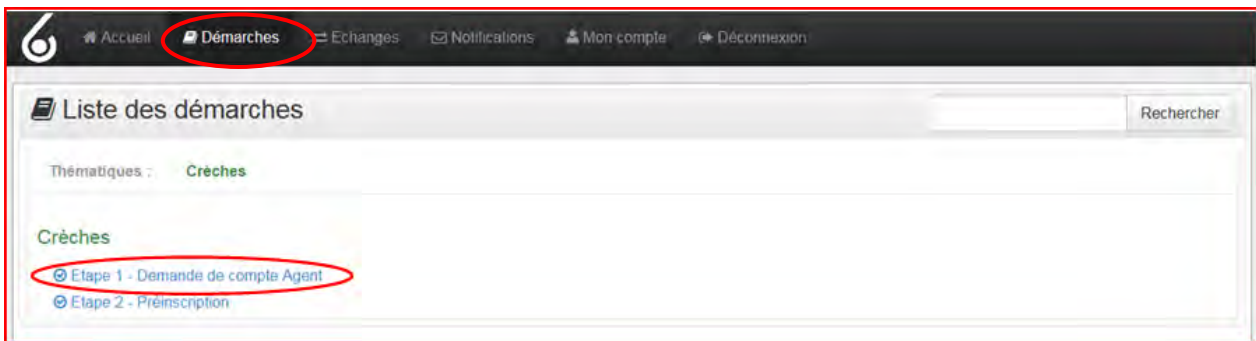 Accueil Démarches Echanges Notifications Mon compte Déconnexion
Liste des démarches Rechercher
Thématiques : Crèches
Crèches
Etape 1 - Demande de compte Agent
Etape 2 - Préinscription